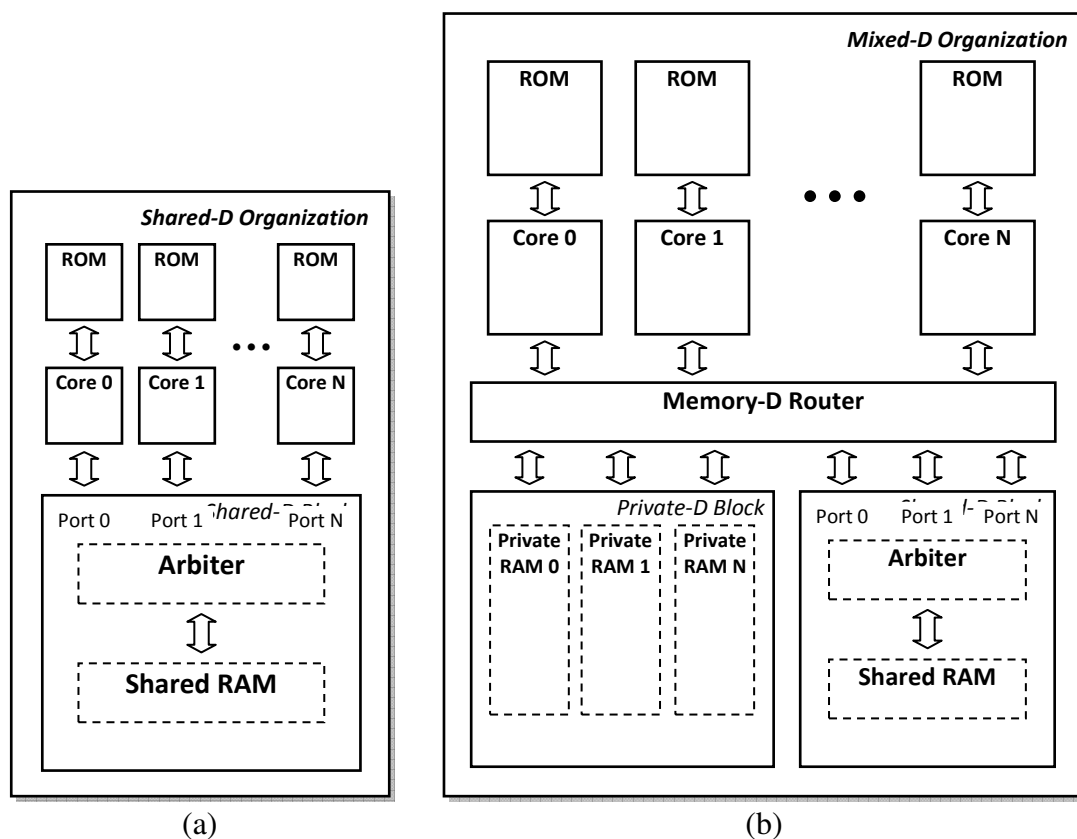 Shared-D Organization
ROM ROM ROM
•••
Core 0 Core 1 Core N
Port 0 Port 1 Port N
Arbiter
Shared RAM
(a)
Mixed-D Organization
ROM ROM ROM
•••
Core 0 Core 1 Core N
Memory-D Router
Private-D Block
Private Private Private
RAM 0 RAM 1 RAM N
Port 0 Port 1 Port N
Arbiter
Shared RAM
(b)